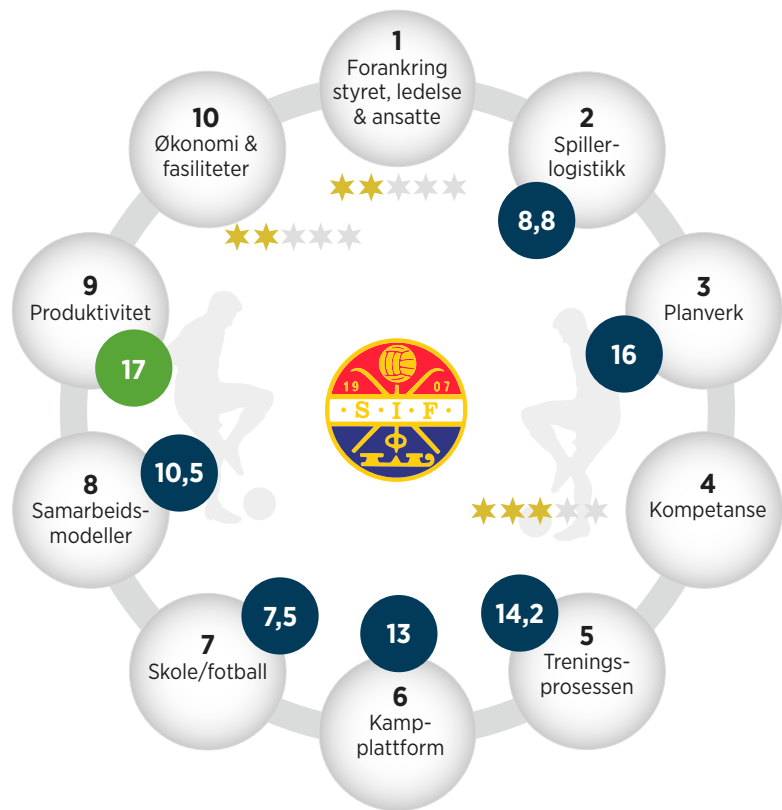 1
Forankring
styret, ledelse
& ansatte
2
Spiller-
logistikk
8,8
3
Planverk
16
4
Kompetanse
5
Trenings-
prosessen
14,2
6
Kamp-
plattform
13
7
Skole/fotball
7,5
8
Samarbeids-
modeller
10,5
9
Produktivitet
17
10
Økonomi &
fasiliteter
19 07
· S · I · F ·